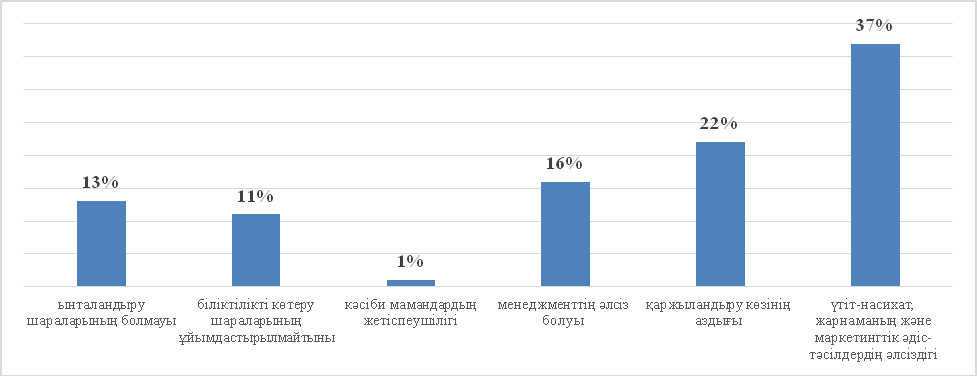 37%
22%
16%
13%
11%
1%
ынталандыру
шараларының болмауы
біліктілікті көтеру
шараларының
ұйымдастырылмайтыны
кәсіби мамандардың
жетіспеушілігі
менеджменттің әлсіз
болуы
қаржыландыру көзінің
аздығы
үгіт-насихат,
жарнаманың және
маркетингтік әдіс-
тәсілдердің әлсіздігі